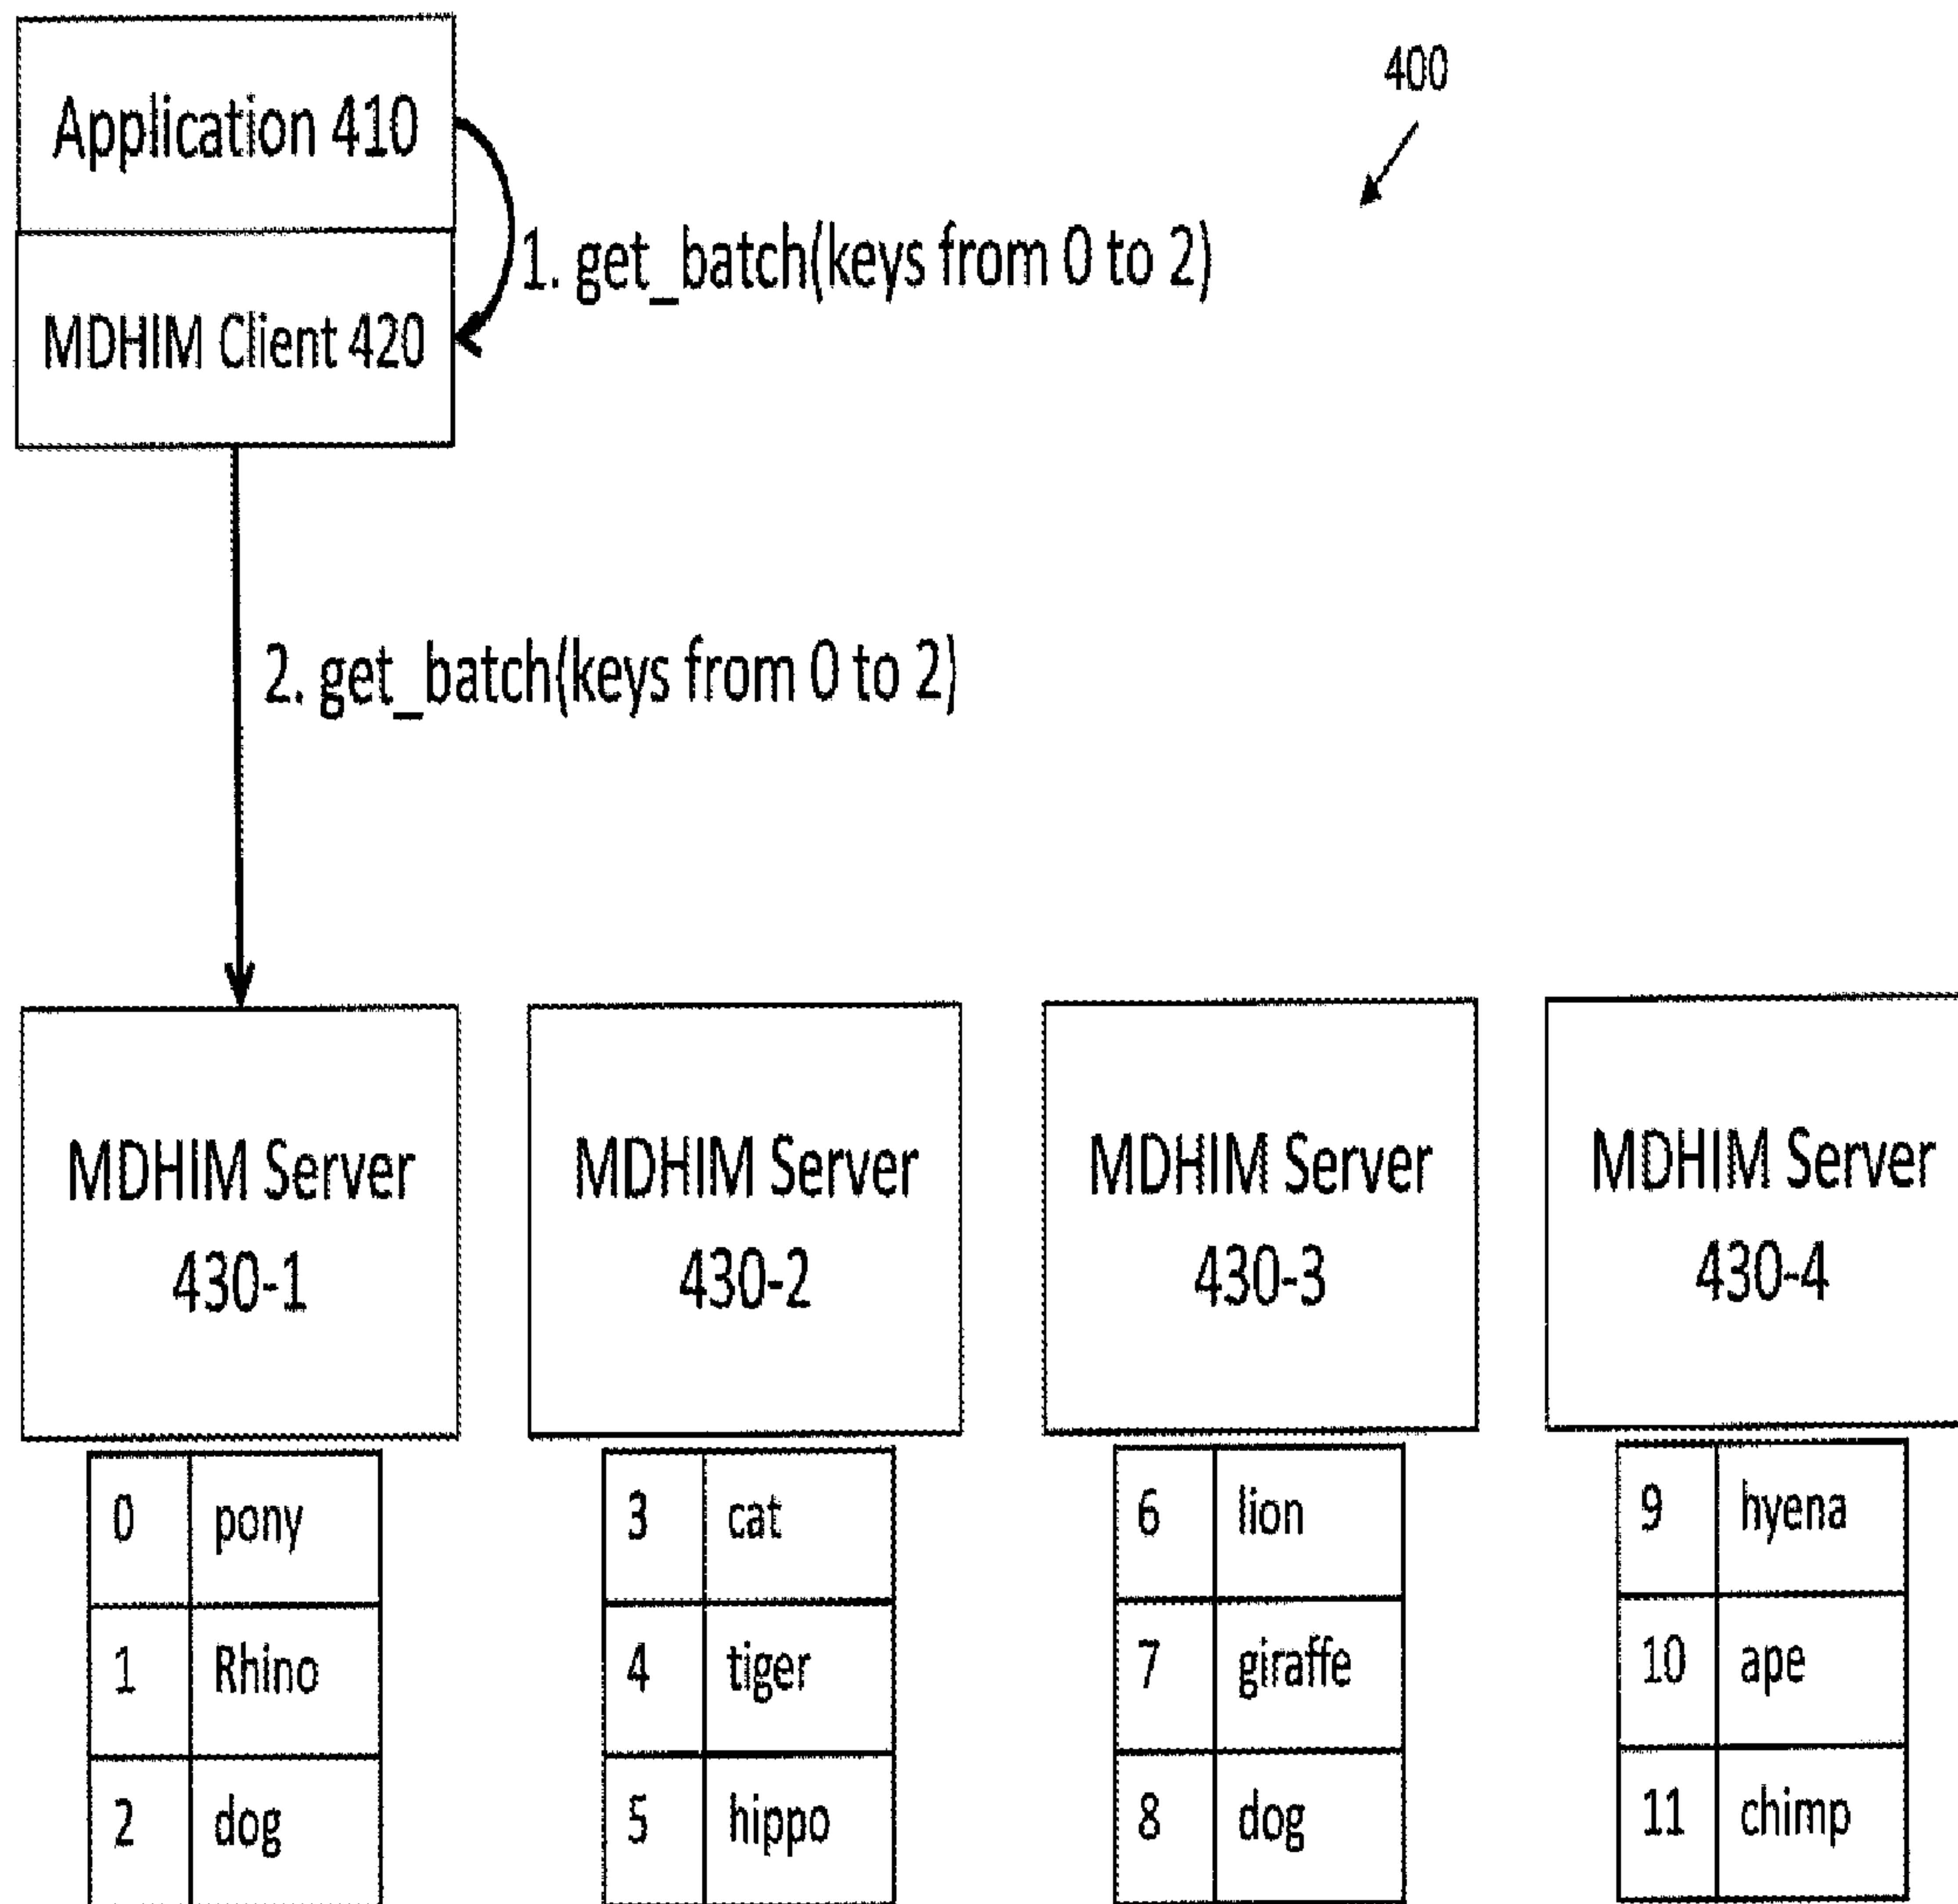 400
Application 410
1. get_batch(keys from 0 to 2)
MDHIM Client 420
2. get_batch(keys from 0 to 2)
MDHIM Server
430-1
MDHIM Server
430-2
MDHIM Server
430-3
MDHIM Server
430-4
0 pony
1 Rhino
2 dog
3 cat
4 tiger
5 hippo
6 lion
7 giraffe
8 dog
9 hyena
10 ape
11 chimp